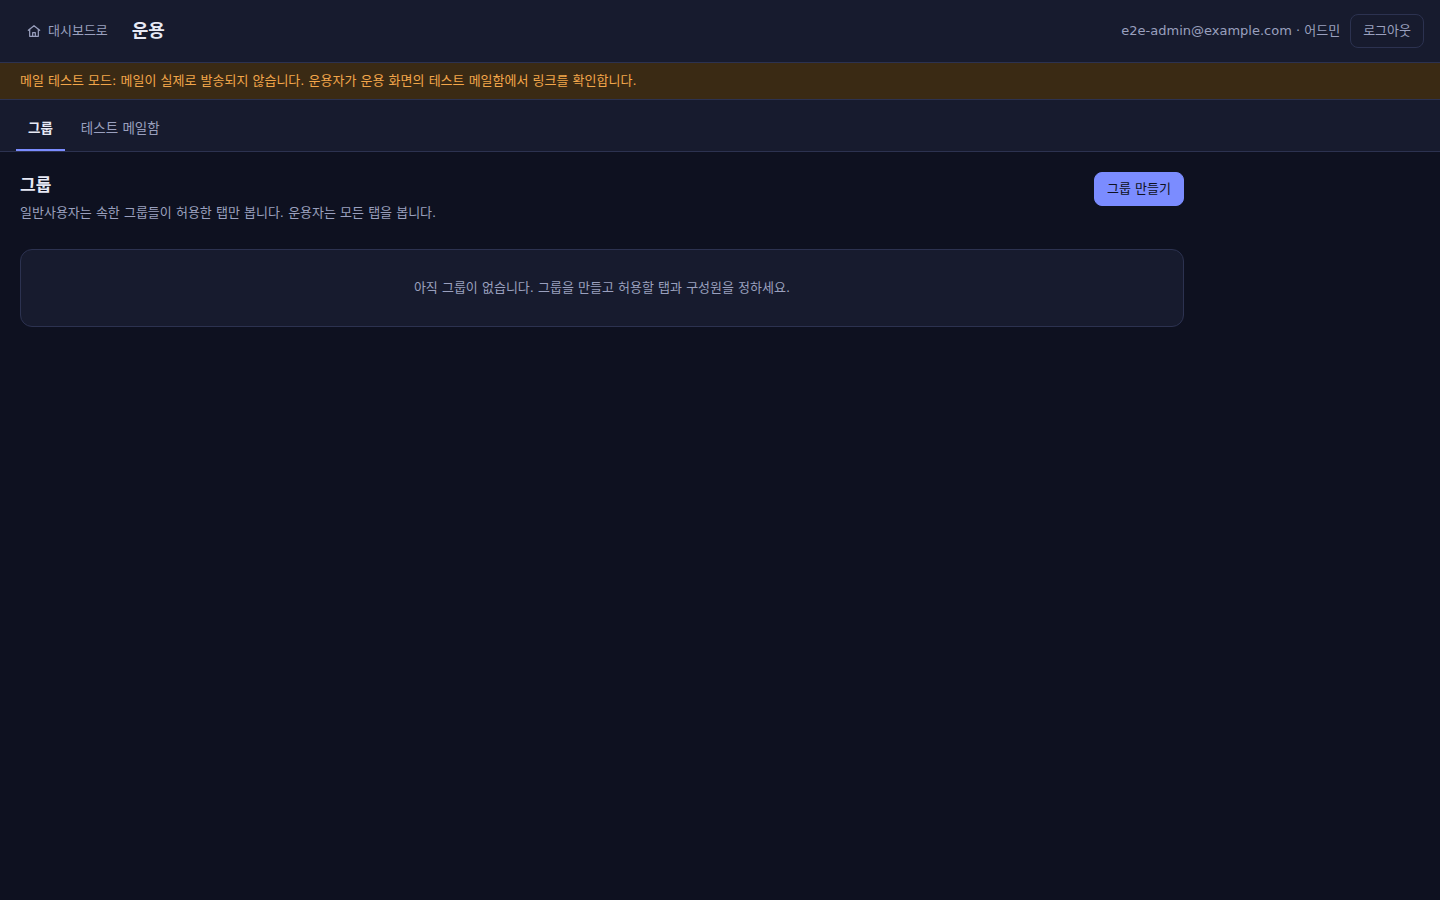 대시보드로
운용
e2e-admin@example.com · 어드민
로그아웃
메일 테스트 모드: 메일이 실제로 발송되지 않습니다. 운용자가 운용 화면의 테스트 메일함에서 링크를 확인합니다.
그룹
테스트 메일함
그룹
그룹 만들기
일반사용자는 속한 그룹들이 허용한 탭만 봅니다. 운용자는 모든 탭을 봅니다.
아직 그룹이 없습니다. 그룹을 만들고 허용할 탭과 구성원을 정하세요.